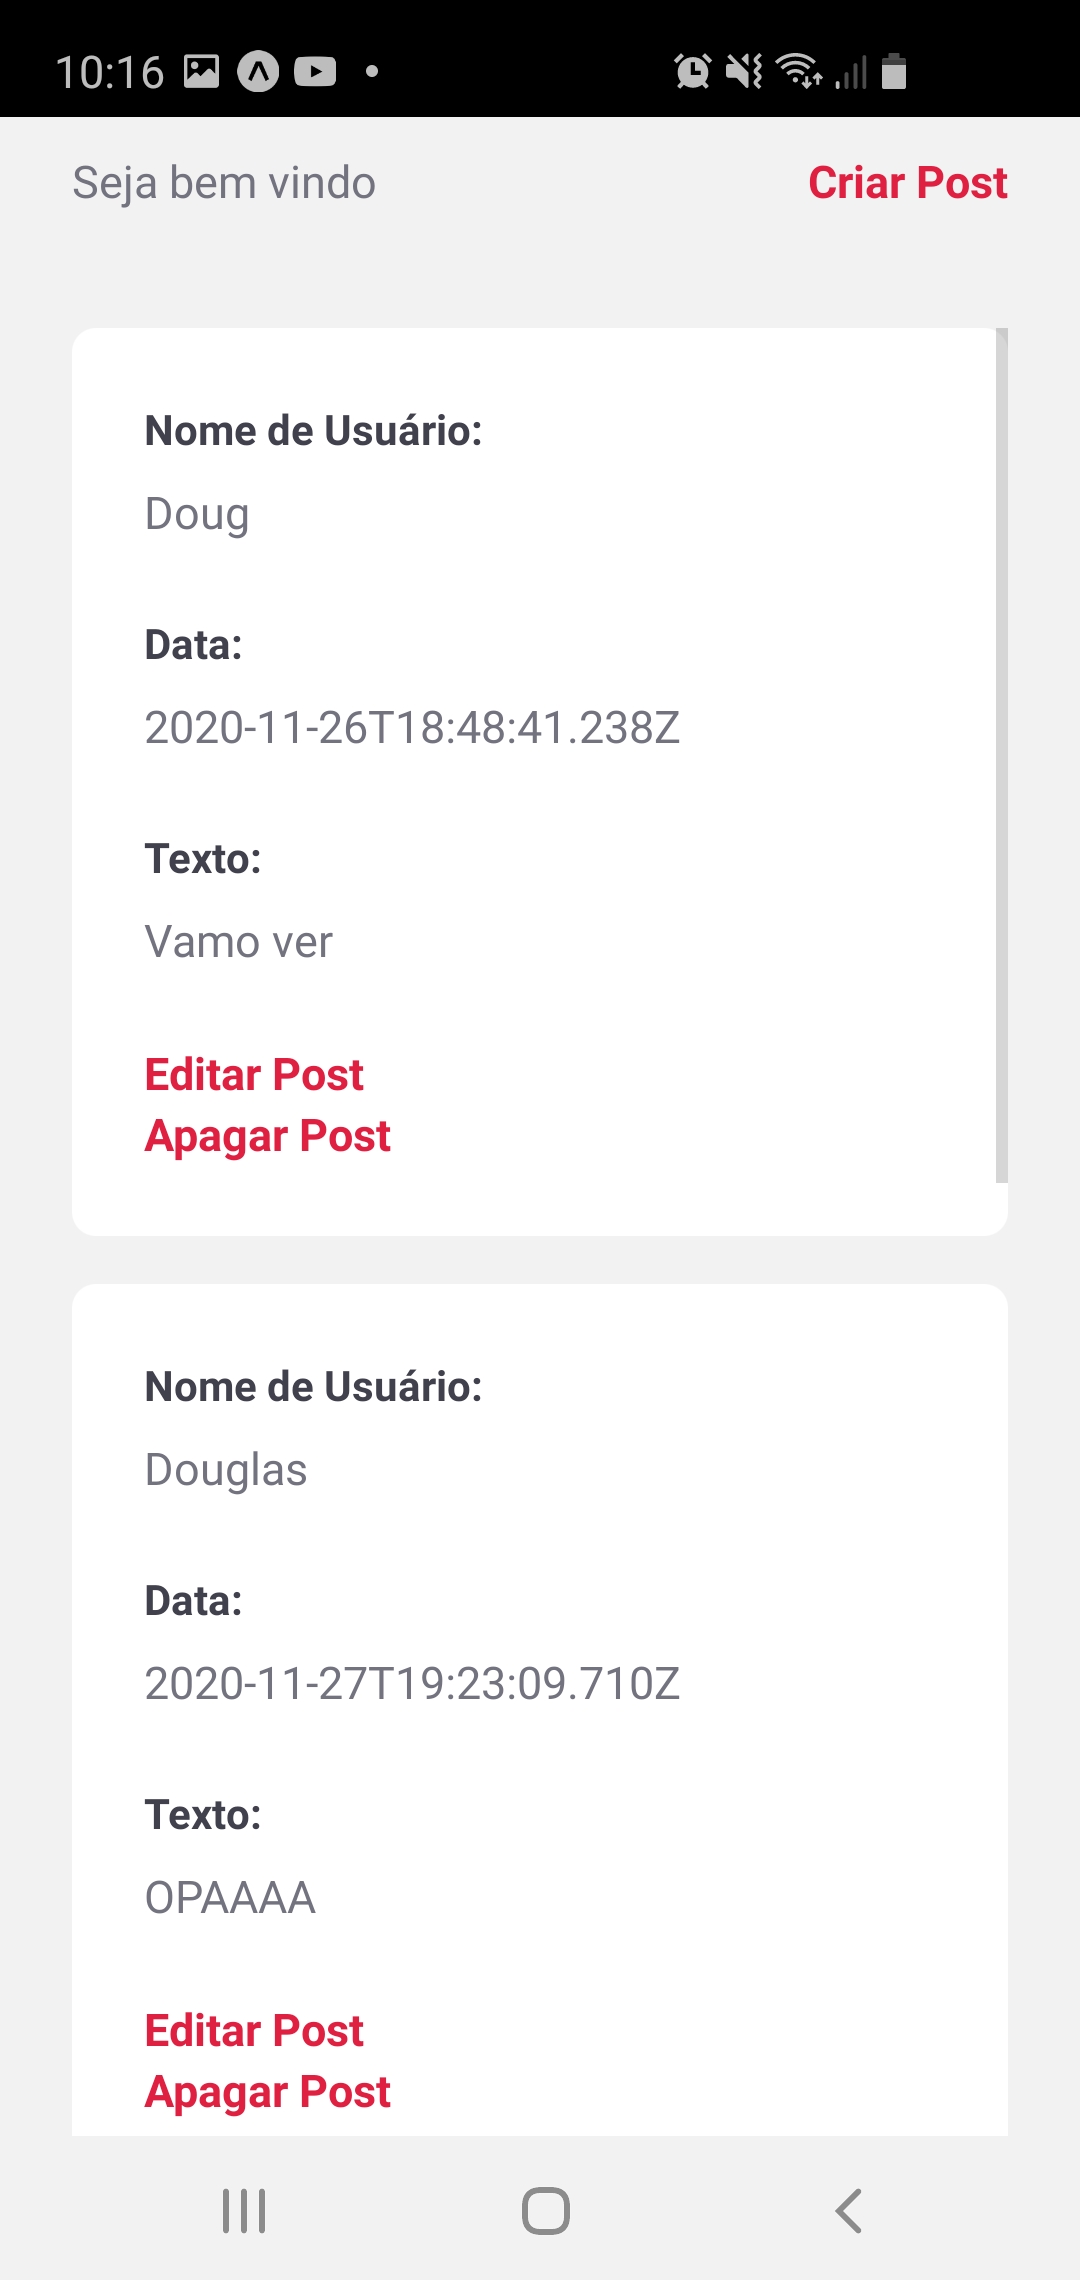 10:16
Seja bem vindo
Criar Post
Nome de Usuário:
Doug
Data:
2020-11-26T18:48:41.238Z
Texto:
Vamo ver
Editar Post
Apagar Post
Nome de Usuário:
Douglas
Data:
2020-11-27T19:23:09.710Z
Texto:
OPAAAA
Editar Post
Apagar Post